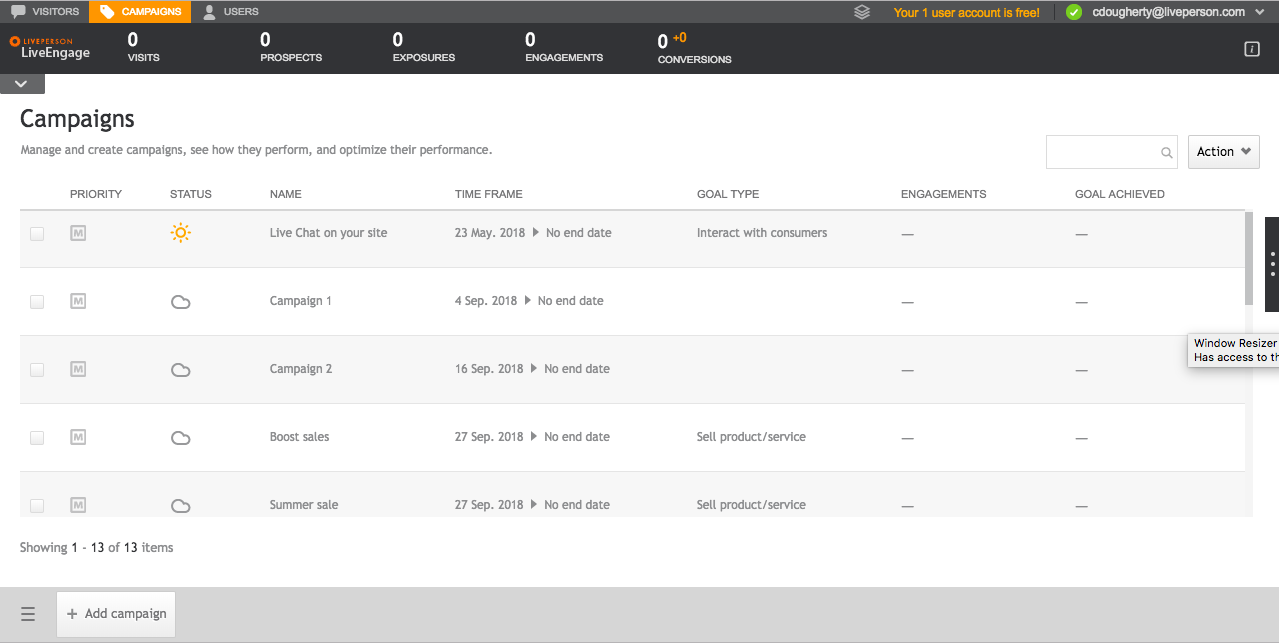 VISITORS CAMPAIGNS USERS Your 1 user account is free! cdougherty@liveperson.com
LIVEPERSON
LiveEngage
0 0 0 0 0 +0
VISITS PROSPECTS EXPOSURES ENGAGEMENTS CONVERSIONS
Campaigns
Manage and create campaigns, see how they perform, and optimize their performance.
Action
PRIORITY STATUS NAME TIME FRAME GOAL TYPE ENGAGEMENTS GOAL ACHIEVED
M Live Chat on your site 23 May. 2018 No end date Interact with consumers — —
M Campaign 1 4 Sep. 2018 No end date — —
M Campaign 2 16 Sep. 2018 No end date — —
Window Resizer
Has access to th
M Boost sales 27 Sep. 2018 No end date Sell product/service — —
M Summer sale 27 Sep. 2018 No end date Sell product/service — —
Showing 1 - 13 of 13 items
+ Add campaign